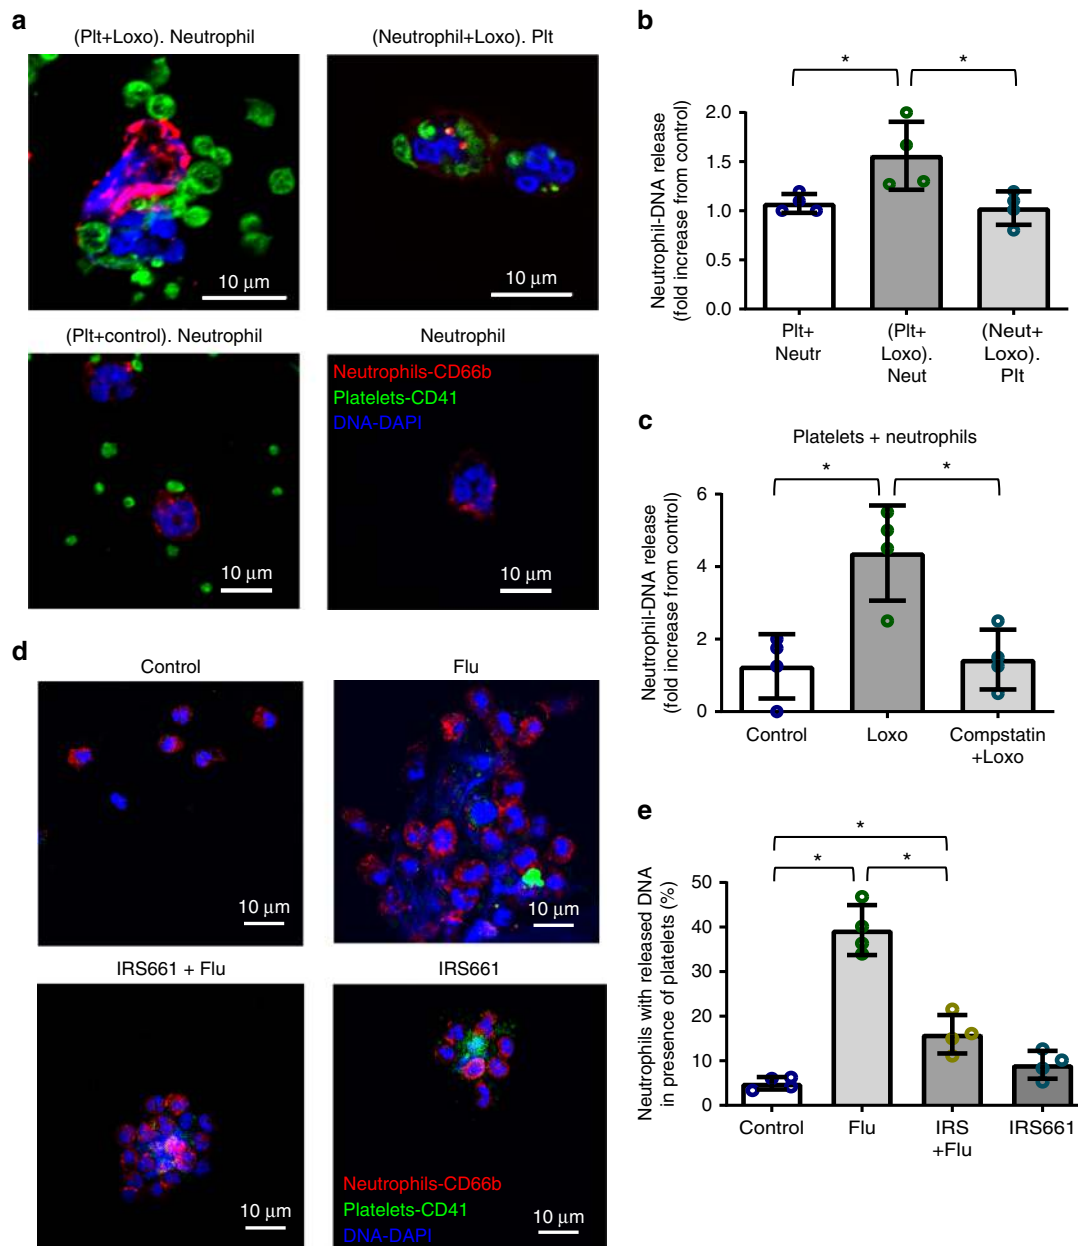 a
(Plt+Loxo). Neutrophil
(Neutrophil+Loxo). Plt
10 μm
10 μm
(Plt+control). Neutrophil
Neutrophil
Neutrophils-CD66b
Platelets-CD41
DNA-DAPI
10 μm
10 μm
b
*
*
Neutrophil-DNA release
(fold increase from control)
2.0
1.5
1.0
0.5
0.0
Plt+
Neutr
(Plt+
Loxo).
Neut
(Neut+
Loxo).
Plt
c
Platelets + neutrophils
*
*
Neutrophil-DNA release
(fold increase from control)
6
4
2
0
Control
Loxo
Compstatin
+Loxo
d
Control
Flu
10 μm
10 μm
IRS661 + Flu
IRS661
10 μm
Neutrophils-CD66b
Platelets-CD41
DNA-DAPI
10 μm
e
*
*
*
Neutrophils with released DNA
in presence of platelets (%)
50
40
30
20
10
0
Control
Flu
IRS
+Flu
IRS661